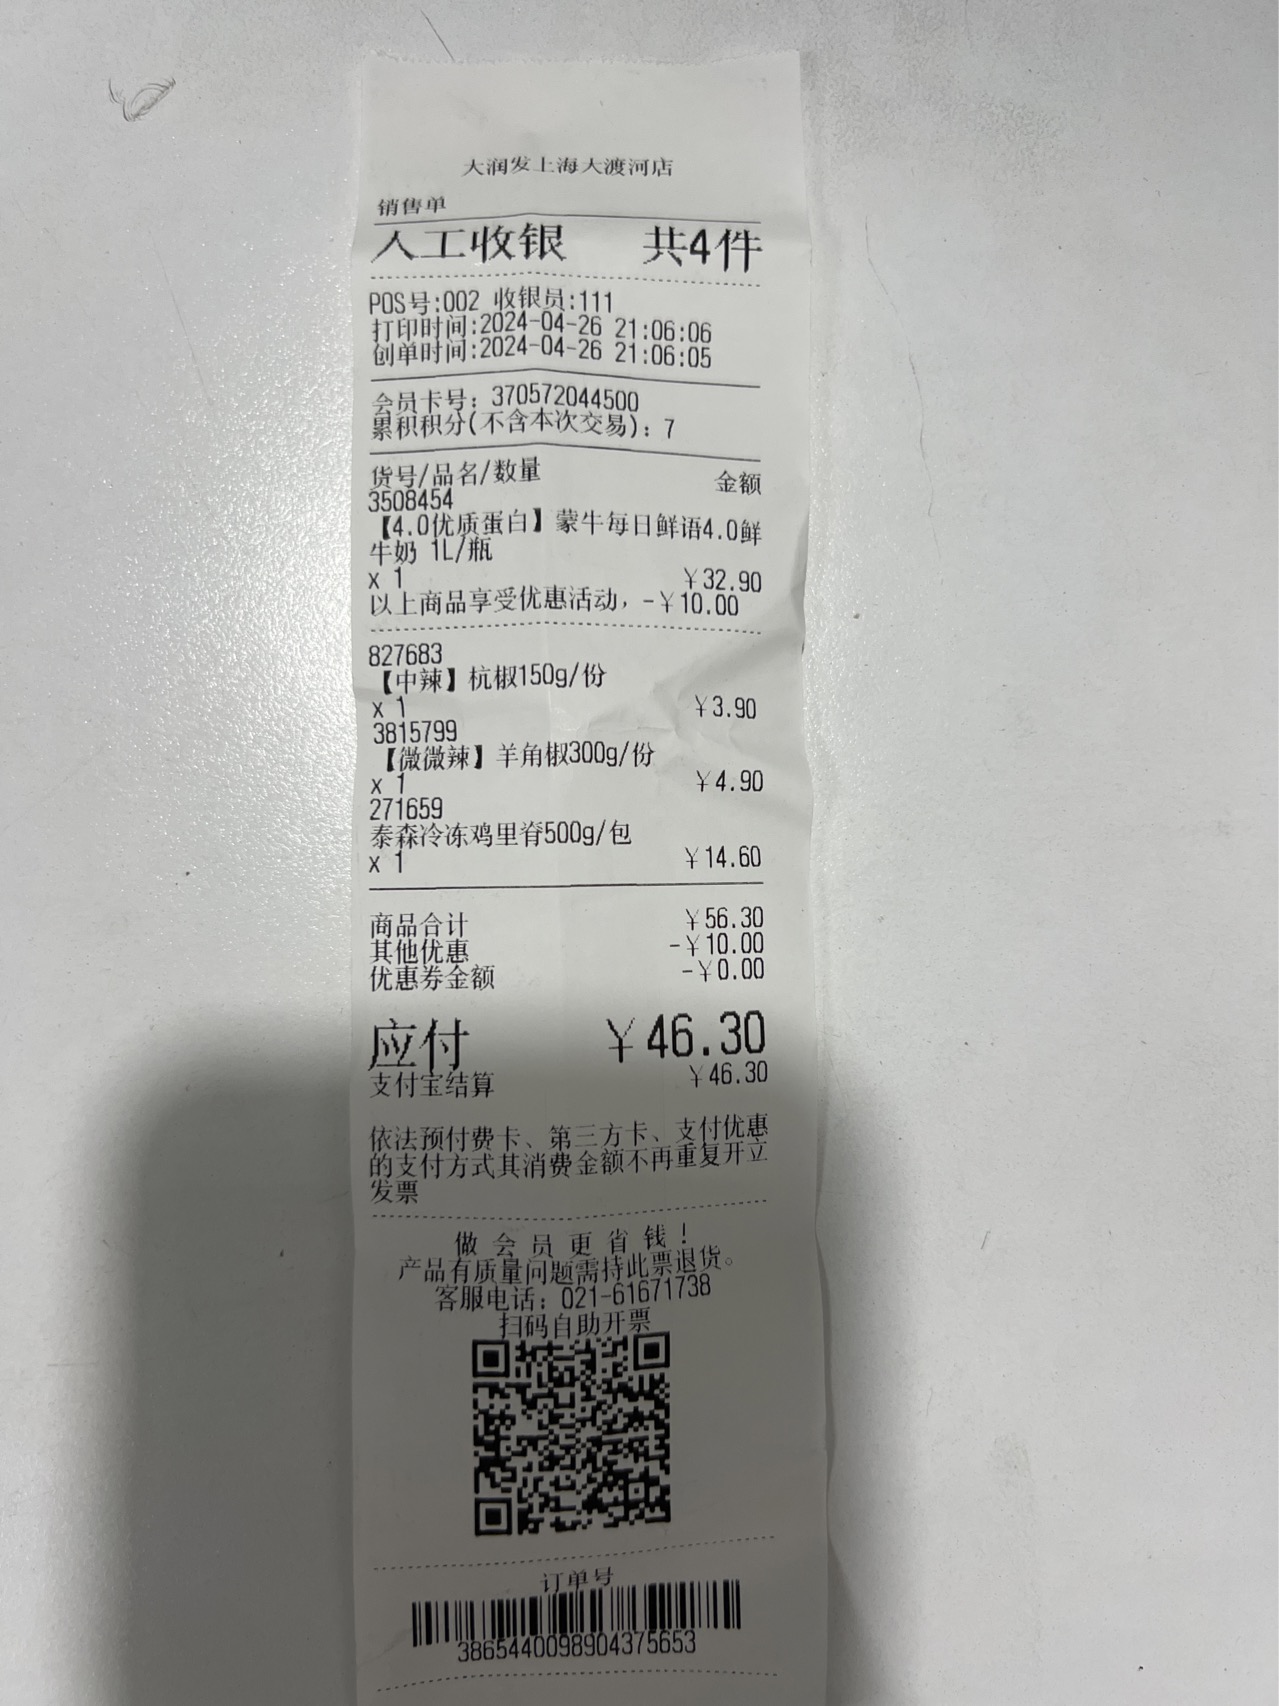 大润发上海大渡河店
销售单
人工收银 共4件
POS号:002 收银员:111
打印时间:2024-04-26 21:06:06
创单时间:2024-04-26 21:06:05
会员卡号: 370572044500
累积积分(不含本次交易): 7
货号/品名/数量 金额
3508454
【4.0优质蛋白】蒙牛每日鲜语4.0鲜
牛奶 1L/瓶
x 1 ￥32.90
以上商品享受优惠活动, -￥10.00
827683
【中辣】杭椒150g/份
x 1 ￥3.90
3815799
【微微辣】羊角椒300g/份
x 1 ￥4.90
271659
泰森冷冻鸡里脊500g/包
x 1 ￥14.60
商品合计 ￥56.30
其他优惠 -￥10.00
优惠券金额 -￥0.00
应付 ￥46.30
支付宝结算 ￥46.30
依法预付费卡、第三方卡、支付优惠
的支付方式其消费金额不再重复开立
发票
做会员更省钱!
产品有质量问题需持此票退货。
客服电话: 021-61671738
扫码自助开票
订单号
3865440098904375653